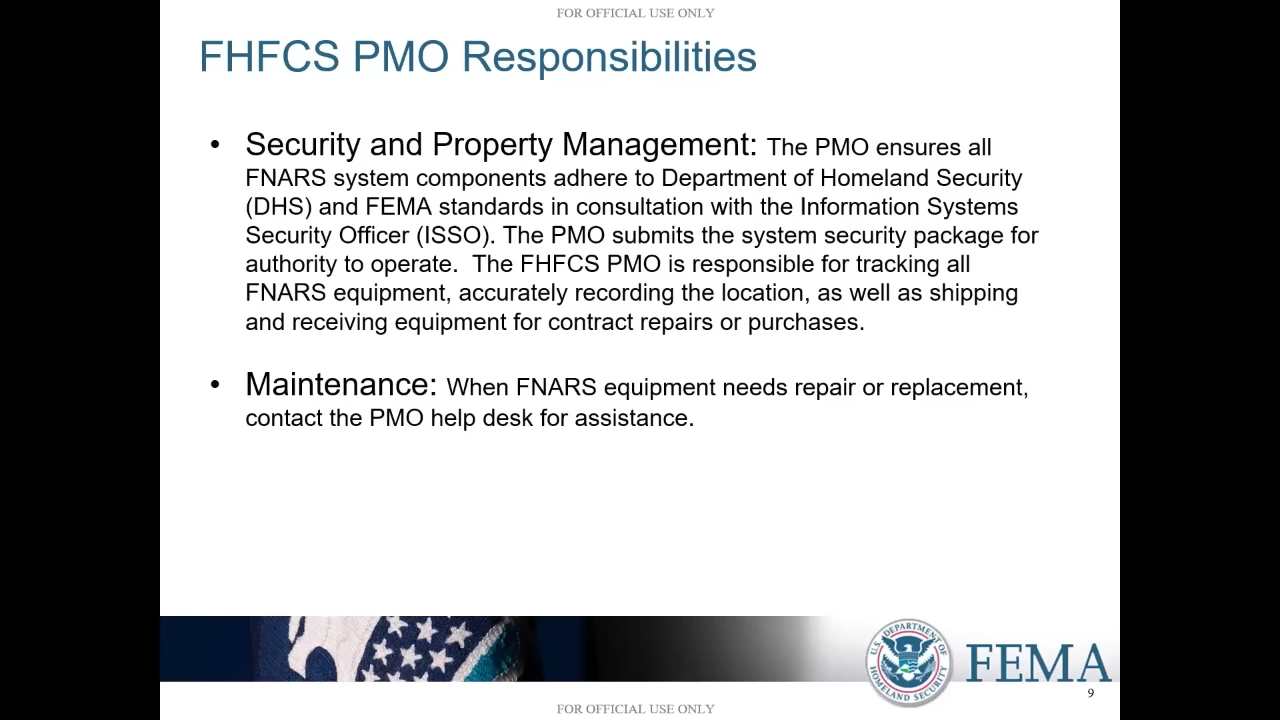 FOR OFFICIAL USE ONLY
FHFCS PMO Responsibilities
• Security and Property Management: The PMO ensures all
FNARS system components adhere to Department of Homeland Security
(DHS) and FEMA standards in consultation with the Information Systems
Security Officer (ISSO). The PMO submits the system security package for
authority to operate.  The FHFCS PMO is responsible for tracking all
FNARS equipment, accurately recording the location, as well as shipping
and receiving equipment for contract repairs or purchases.
• Maintenance: When FNARS equipment needs repair or replacement,
contact the PMO help desk for assistance.
U.S. DEPARTMENT OF
HOMELAND SECURITY
FEMA
9
FOR OFFICIAL USE ONLY